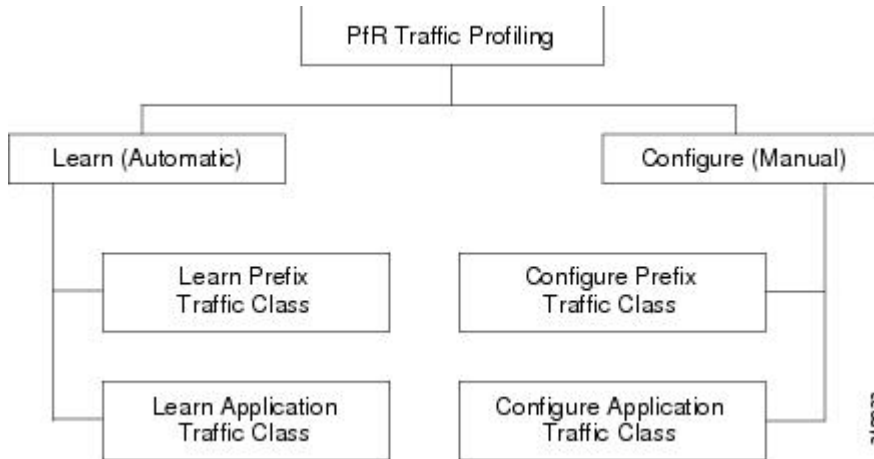 PfR Traffic Profiling
Learn (Automatic)
Configure (Manual)
Learn Prefix
Traffic Class
Configure Prefix
Traffic Class
Learn Application
Traffic Class
Configure Application
Traffic Class